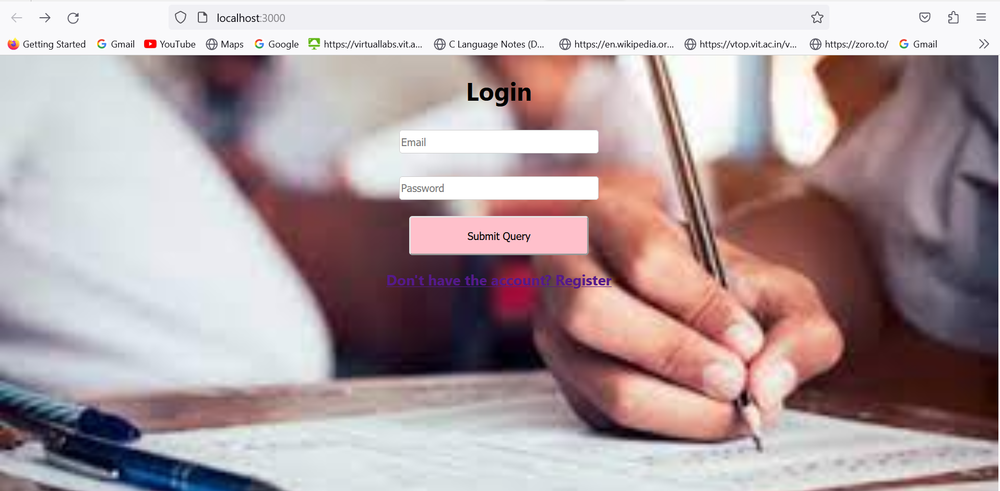 localhost:3000
Getting Started Gmail YouTube Maps Google https://virtuallabs.vit.a... C Language Notes (D... https://en.wikipedia.or... https://vtop.vit.ac.in/v... https://zoro.to/ Gmail
Login
Email
Password
Submit Query
Don't have the account? Register